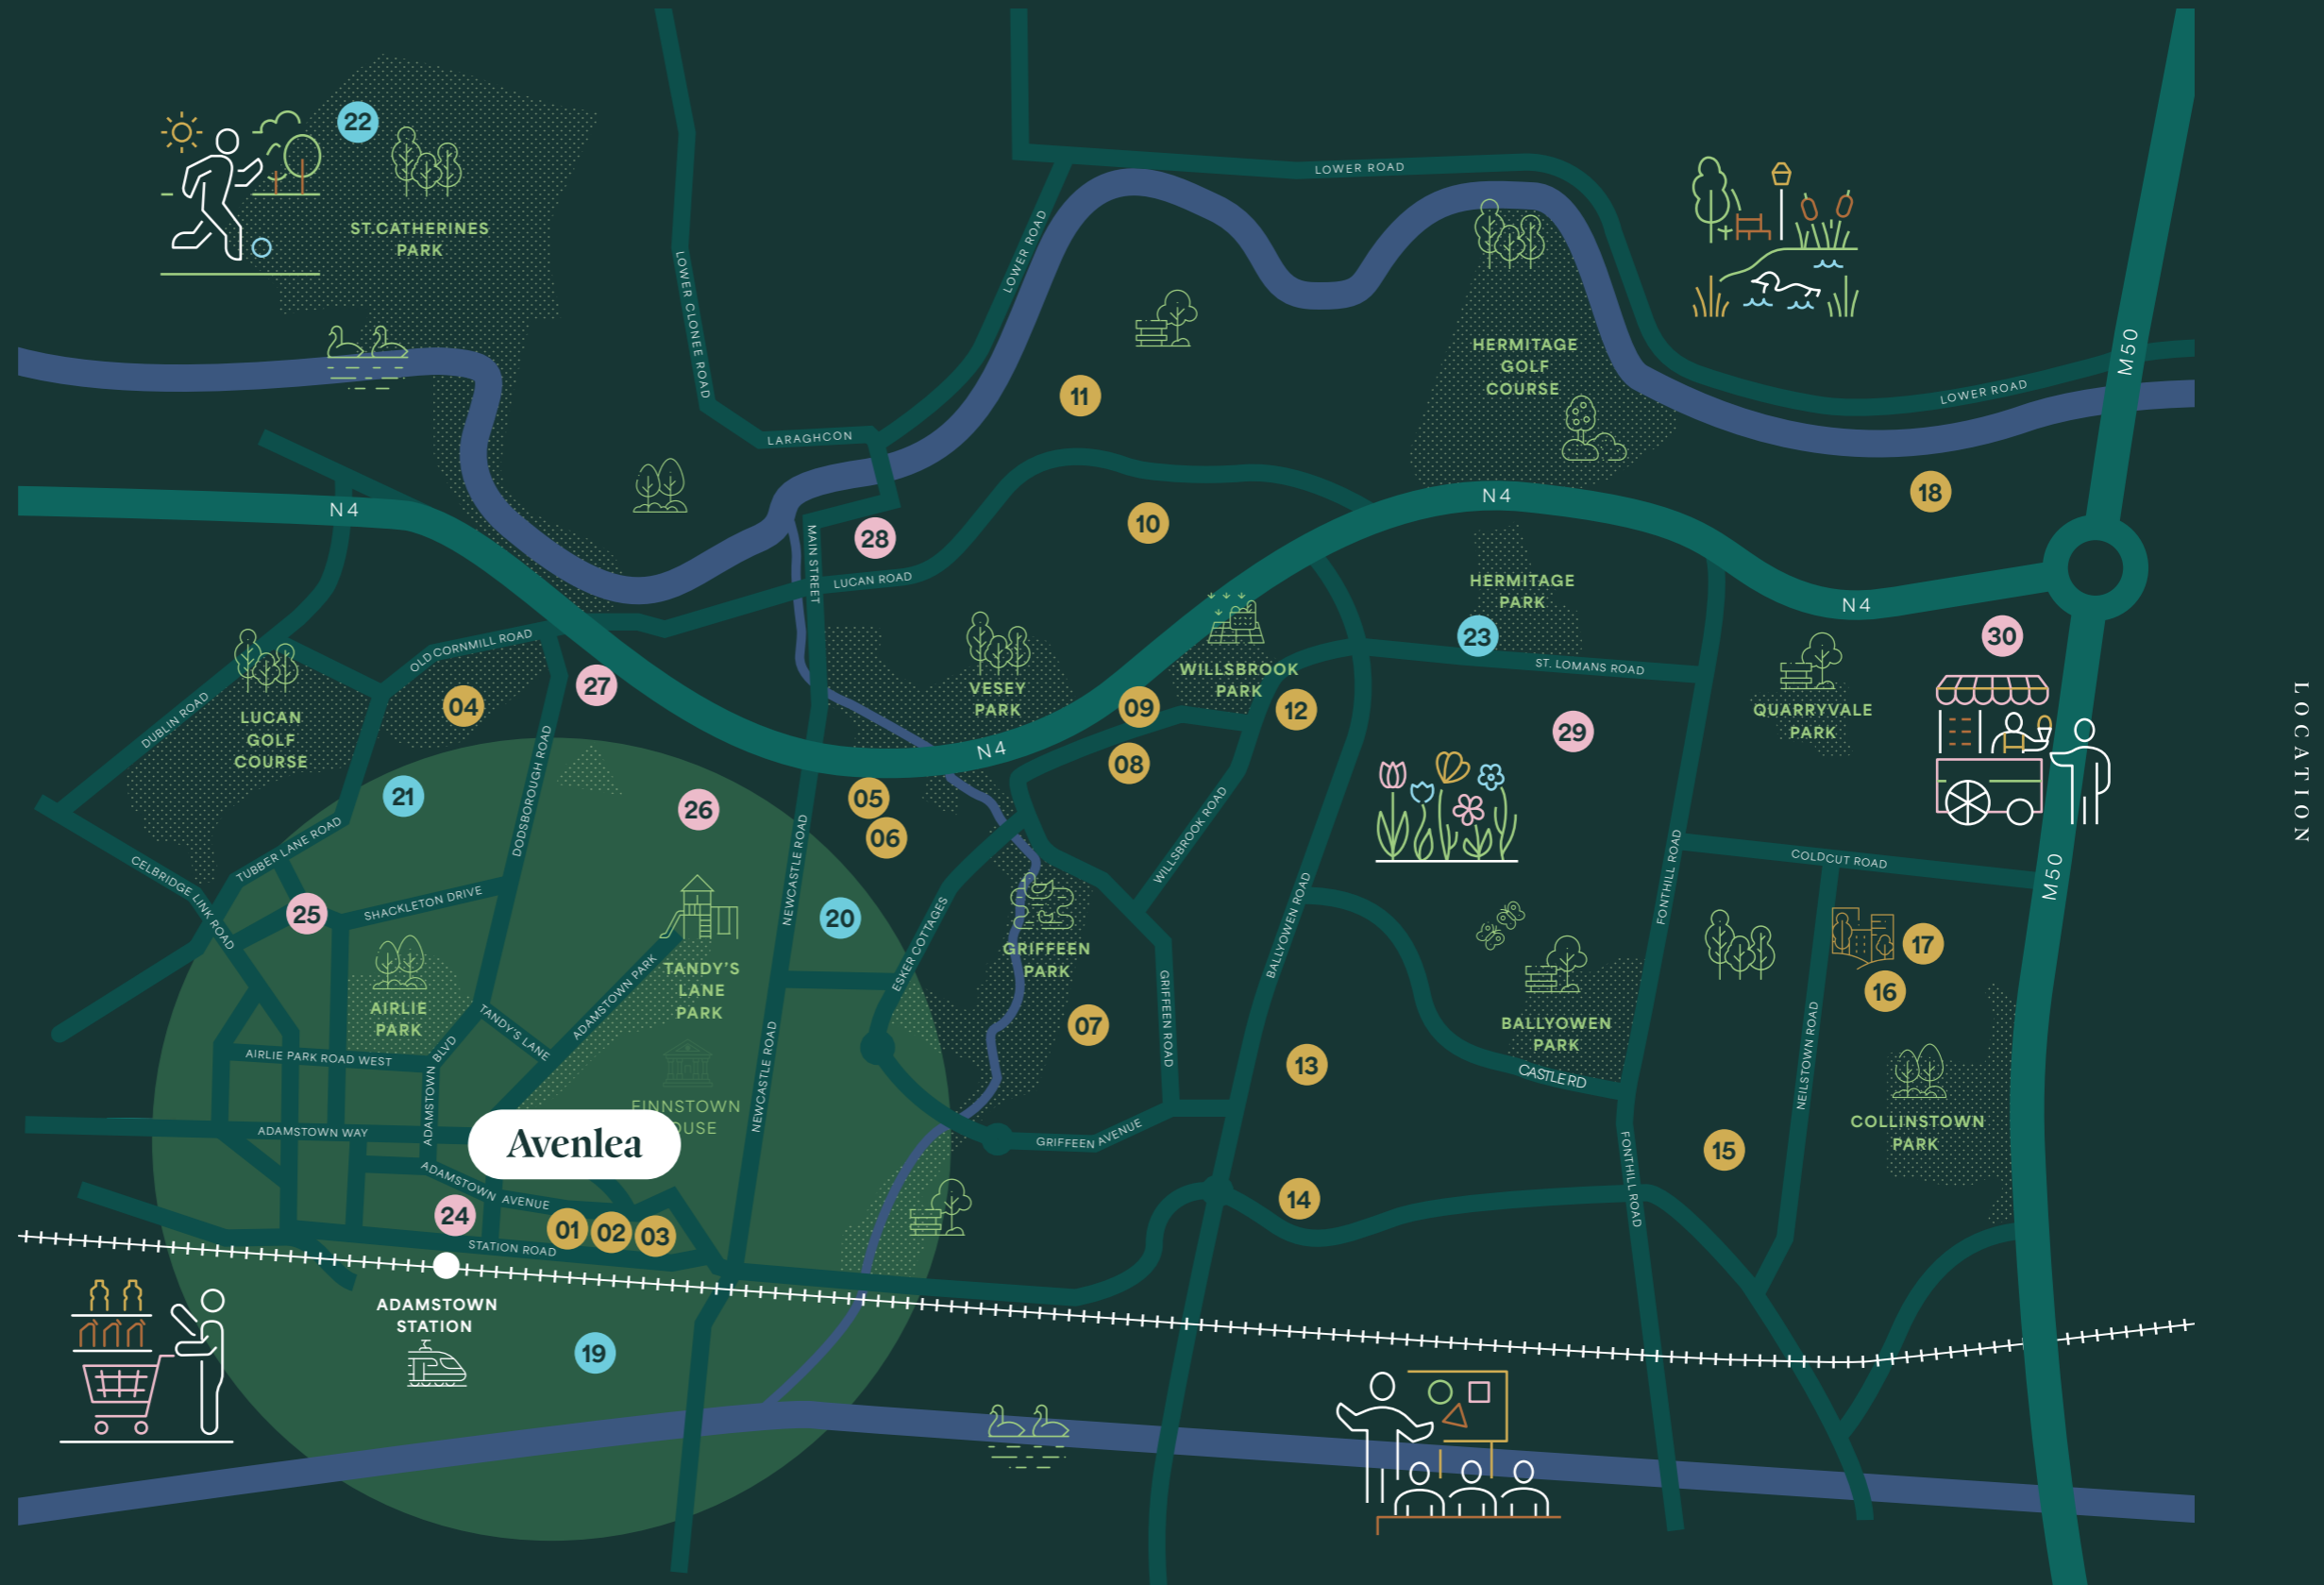 22
ST.CATHERINES
PARK
LOWER CLONEE ROAD
LOWER ROAD
LOWER ROAD
M50
HERMITAGE
GOLF
COURSE
11
LOWER ROAD
LARAGHCON
N4
N4
18
MAIN STREET
28
10
LUCAN ROAD
HERMITAGE
PARK
N4
23
30
OLD CORNMILL ROAD
ST. LOMANS ROAD
WILLSBROOK
PARK
27
VESEY
PARK
04
DUBLIN ROAD
LUCAN
GOLF
COURSE
09
12
QUARRYVALE
PARK
29
N4
08
LOCATION
21
26
05
06
DODSBOROUGH ROAD
TUBBER LANE ROAD
NEWCASTLE ROAD
WILLSBROOK ROAD
FONTHILL ROAD
COLDCUT ROAD
M50
CELBRIDGE LINK ROAD
25
SHACKLETON DRIVE
20
ESKER COTTAGES
BALLYOWEN ROAD
GRIFFEEN
PARK
17
16
TANDY'S
LANE
PARK
ADAMSTOWN PARK
AIRLIE
PARK
TANDY'S LANE
GRIFFEEN ROAD
07
BALLYOWEN
PARK
NEILSTOWN ROAD
AIRLIE PARK ROAD WEST
ADAMSTOWN BLVD
NEWCASTLE ROAD
13
CASTLE RD
FINNSTOWN
OUSE
COLLINSTOWN
PARK
ADAMSTOWN WAY
Avenlea
GRIFFEEN AVENUE
15
FONTHILL ROAD
ADAMSTOWN AVENUE
14
24
01
02
03
STATION ROAD
ADAMSTOWN
STATION
19